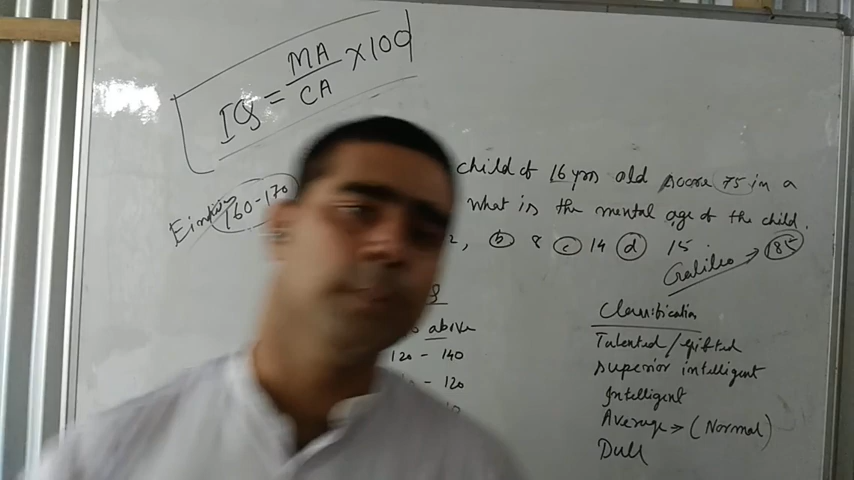 IQ = MA/CA ×100
child of 16 yrs old score 75 in a
Einstein 160-170
what is the mental age of the child.
2, (b) 8 (c) 14 (d) 15
Galileo → 185
Classification
above
Talented/gifted
120 - 140
Superior intelligent
- 120
Intelligent
Average → (Normal)
Dull